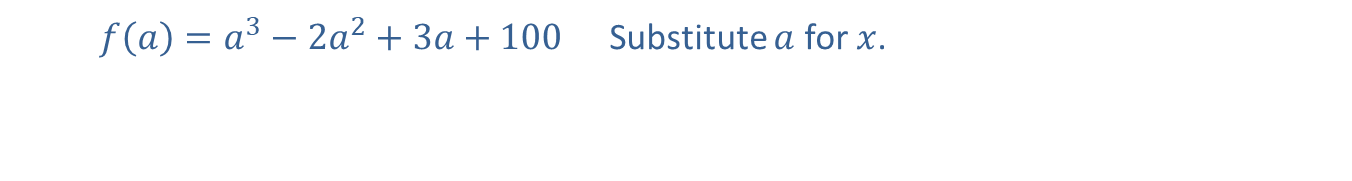 f(a) = a³ − 2a² + 3a + 100 Substitute a for x.